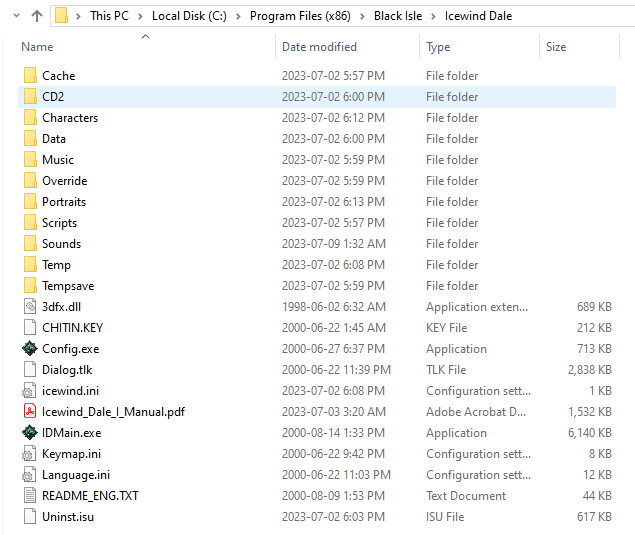 This PC > Local Disk (C:) > Program Files (x86) > Black Isle > Icewind Dale
Name Date modified Type Size
Cache 2023-07-02 5:57 PM File folder
CD2 2023-07-02 6:00 PM File folder
Characters 2023-07-02 6:12 PM File folder
Data 2023-07-02 6:00 PM File folder
Music 2023-07-02 5:59 PM File folder
Override 2023-07-02 5:59 PM File folder
Portraits 2023-07-02 6:13 PM File folder
Scripts 2023-07-02 5:57 PM File folder
Sounds 2023-07-09 1:32 AM File folder
Temp 2023-07-02 6:08 PM File folder
Tempsave 2023-07-02 5:59 PM File folder
3dfx.dll 1998-06-02 6:32 AM Application exten... 689 KB
CHITIN.KEY 2000-06-22 1:45 AM KEY File 212 KB
Config.exe 2000-06-27 6:37 PM Application 713 KB
Dialog.tlk 2000-06-22 11:39 PM TLK File 2,838 KB
icewind.ini 2023-07-02 6:08 PM Configuration sett... 1 KB
Icewind_Dale_I_Manual.pdf 2023-07-03 3:20 AM Adobe Acrobat D... 1,532 KB
IDMain.exe 2000-08-14 1:33 PM Application 6,140 KB
Keymap.ini 2000-06-22 9:42 PM Configuration sett... 8 KB
Language.ini 2000-06-22 11:03 PM Configuration sett... 12 KB
README_ENG.TXT 2000-08-09 1:53 PM Text Document 44 KB
Uninst.isu 2023-07-02 6:03 PM ISU File 617 KB